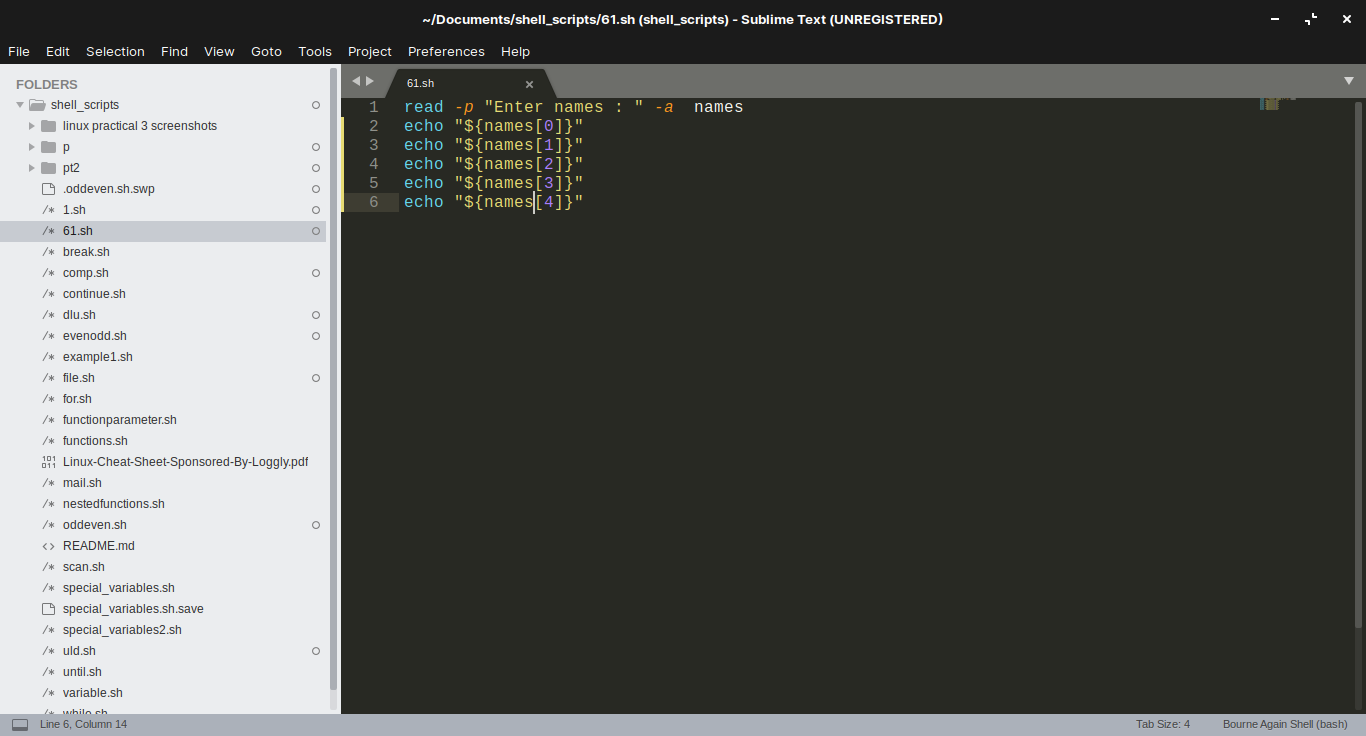 ~/Documents/shell_scripts/61.sh (shell_scripts) - Sublime Text (UNREGISTERED)
File Edit Selection Find View Goto Tools Project Preferences Help
FOLDERS
shell_scripts
linux practical 3 screenshots
p
pt2
.oddeven.sh.swp
/* 1.sh
/* 61.sh
/* break.sh
/* comp.sh
/* continue.sh
/* dlu.sh
/* evenodd.sh
/* example1.sh
/* file.sh
/* for.sh
/* functionparameter.sh
/* functions.sh
Linux-Cheat-Sheet-Sponsored-By-Loggly.pdf
/* mail.sh
/* nestedfunctions.sh
/* oddeven.sh
<> README.md
/* scan.sh
/* special_variables.sh
special_variables.sh.save
/* special_variables2.sh
/* uld.sh
/* until.sh
/* variable.sh
/* while.sh
61.sh
1 read -p "Enter names : " -a  names
2 echo "${names[0]}"
3 echo "${names[1]}"
4 echo "${names[2]}"
5 echo "${names[3]}"
6 echo "${names[4]}"
Line 6, Column 14 Tab Size: 4 Bourne Again Shell (bash)